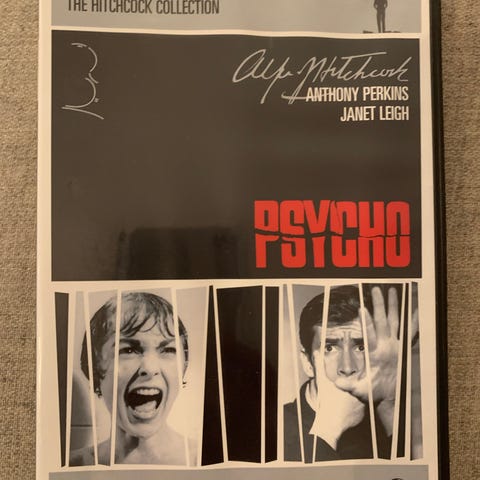 THE HITCHCOCK COLLECTION
Alfred Hitchcock
ANTHONY PERKINS
JANET LEIGH
PSYCHO